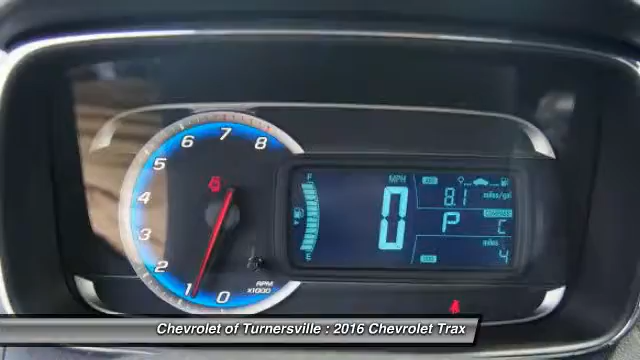 8
7
6
5
4
3
2
1
0
RPM
x1000
F
E
MPH
0
8.1
miles/gal
P
COMPASS
C
miles
4
Chevrolet of Turnersville : 2016 Chevrolet Trax